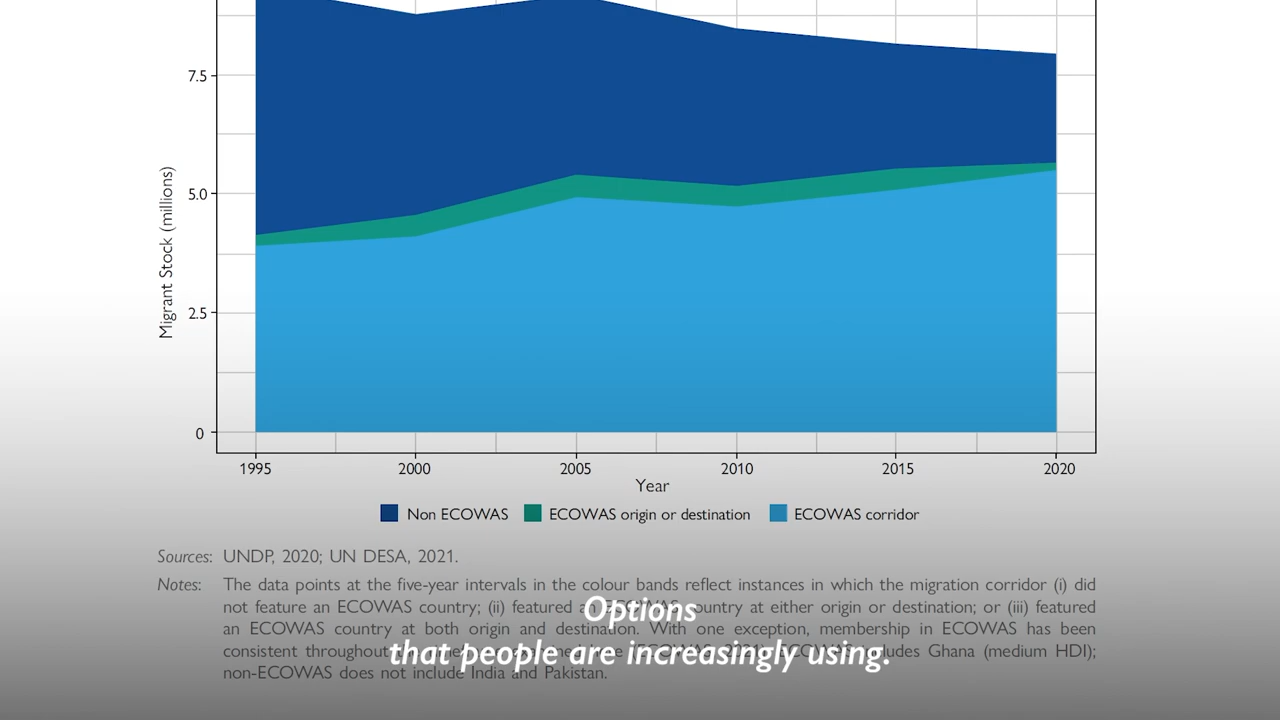 7.5
5.0
Migrant Stock (millions)
2.5
0
1995 2000 2005 2010 2015 2020
Year
Non ECOWAS ECOWAS origin or destination ECOWAS corridor
Sources: UNDP, 2020; UN DESA, 2021.
Notes: The data points at the five-year intervals in the colour bands reflect instances in which the migration corridor (i) did
not feature an ECOWAS country; (ii) featured country at either origin or destination; or (iii) featured
an ECOWAS country at both origin and destination. With one exception, membership in ECOWAS has been
consistent throughout Ghana (medium HDI);
non-ECOWAS does not include India and Pakistan.
Options
that people are increasingly using.